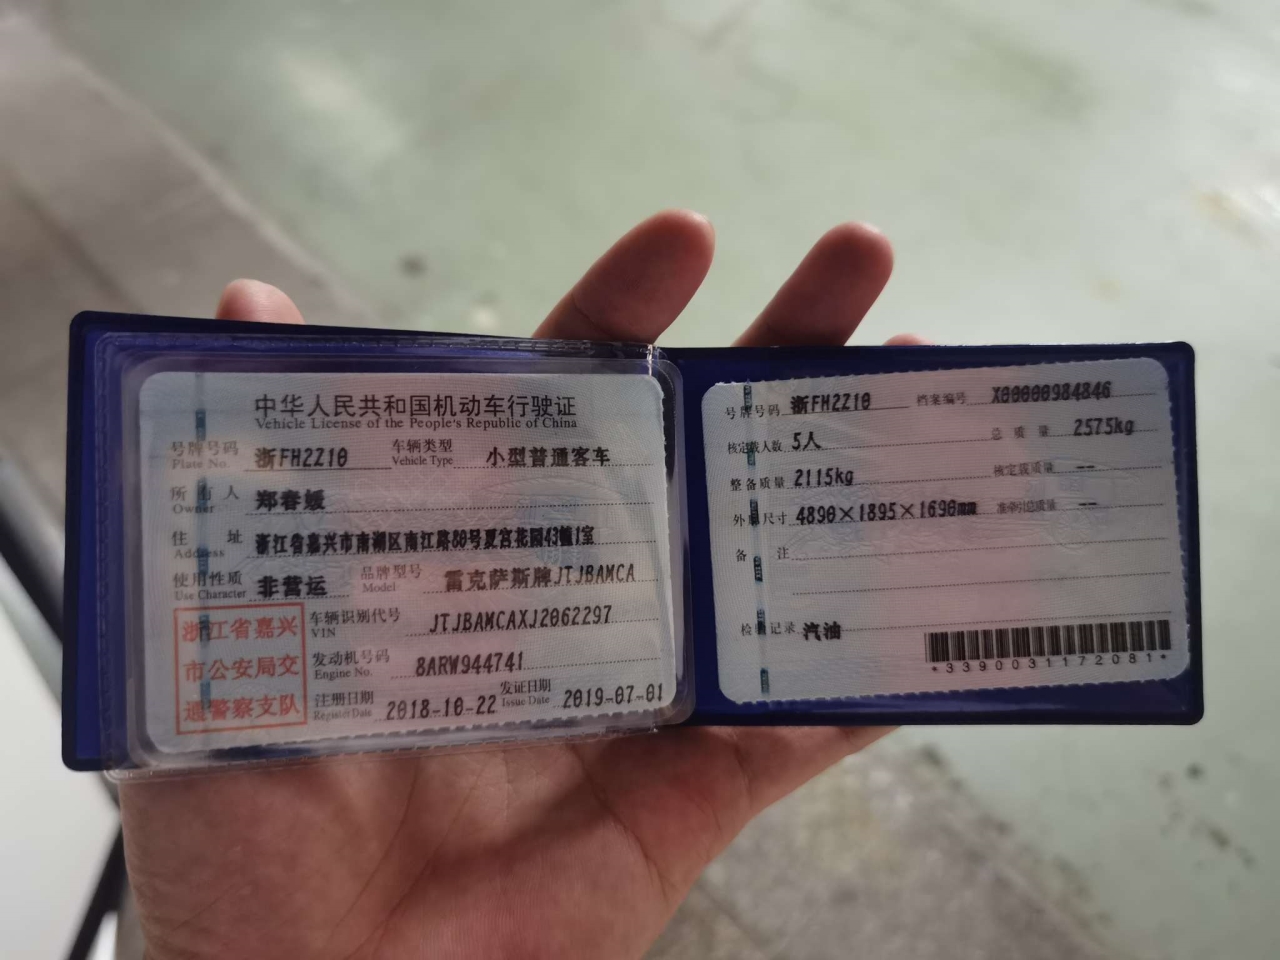 中华人民共和国机动车行驶证
Vehicle License of the People's Republic of China
号牌号码 浙FH2Z10 车辆类型 小型普通客车
Plate No. Vehicle Type
所有人 郑春媛
Owner
住址 浙江省嘉兴市南湖区南江路80号夏宫花园43幢1室
Address
使用性质 非营运 品牌型号 雷克萨斯牌JTJBAMCA
Use Character Model
浙江省嘉兴
市公安局交
通警察支队
车辆识别代号 JTJBAMCAXJ2062297
VIN
发动机号码 8ARW944741
Engine No.
注册日期 2018-10-22 发证日期 2019-07-01
Register Date Issue Date
号牌号码 浙FH2Z10 档案编号 X00000984846
核定载人数 5人 总质量 2575kg
整备质量 2115kg 核定载质量 --
外廓尺寸 4890×1895×1690mm 准牵引总质量 --
备注
检验记录 汽油
*3390031172081*